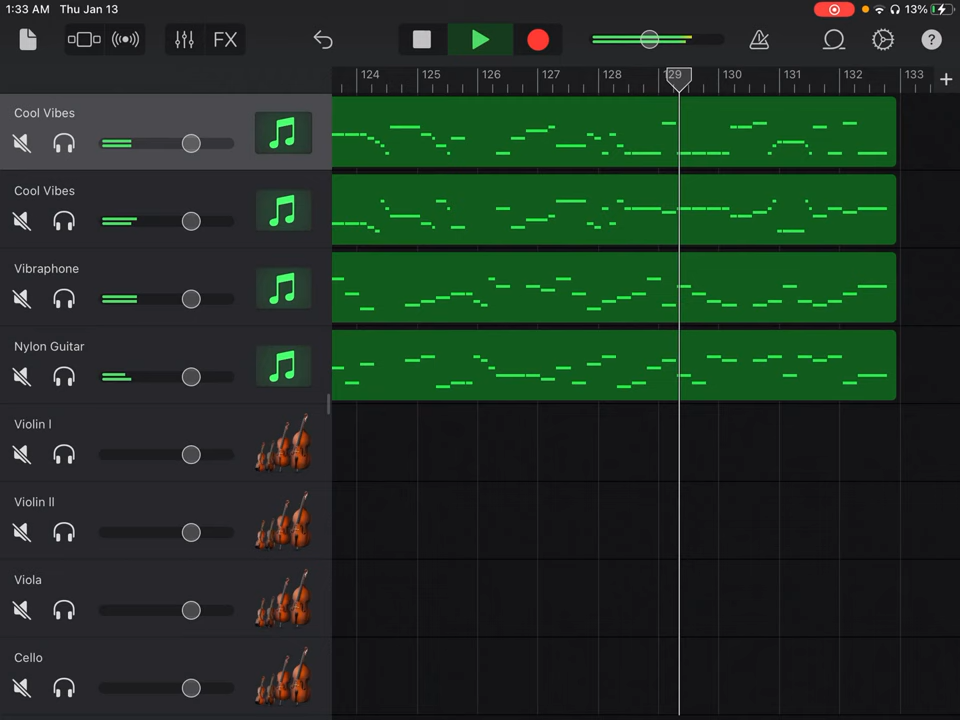 1:33 AM Thu Jan 13
13%
FX
?
124 125 126 127 128 129 130 131 132 133 +
Cool Vibes
Cool Vibes
Vibraphone
Nylon Guitar
Violin I
Violin II
Viola
Cello